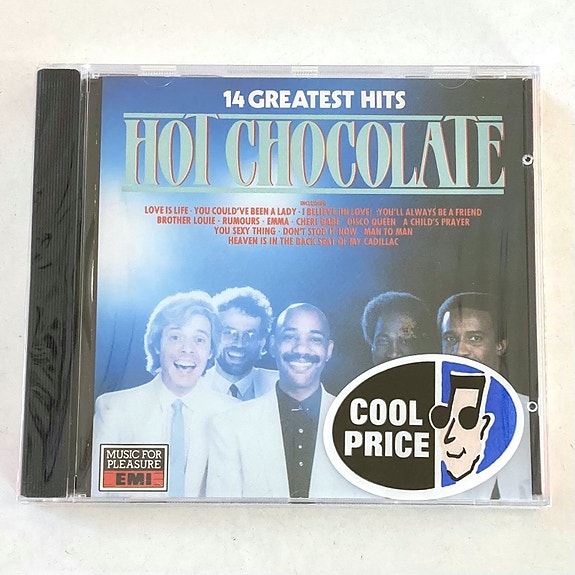 14 GREATEST HITS
HOT CHOCOLATE
INCLUDING
LOVE IS LIFE · YOU COULD'VE BEEN A LADY · I BELIEVE IN LOVE · YOU'LL ALWAYS BE A FRIEND
BROTHER LOUIE · RUMOURS · EMMA · CHERI BABE · DISCO QUEEN · A CHILD'S PRAYER
YOU SEXY THING · DON'T STOP IT NOW · MAN TO MAN
HEAVEN IS IN THE BACK SEAT OF MY CADILLAC
COOL
PRICE
MUSIC FOR
PLEASURE
EMI